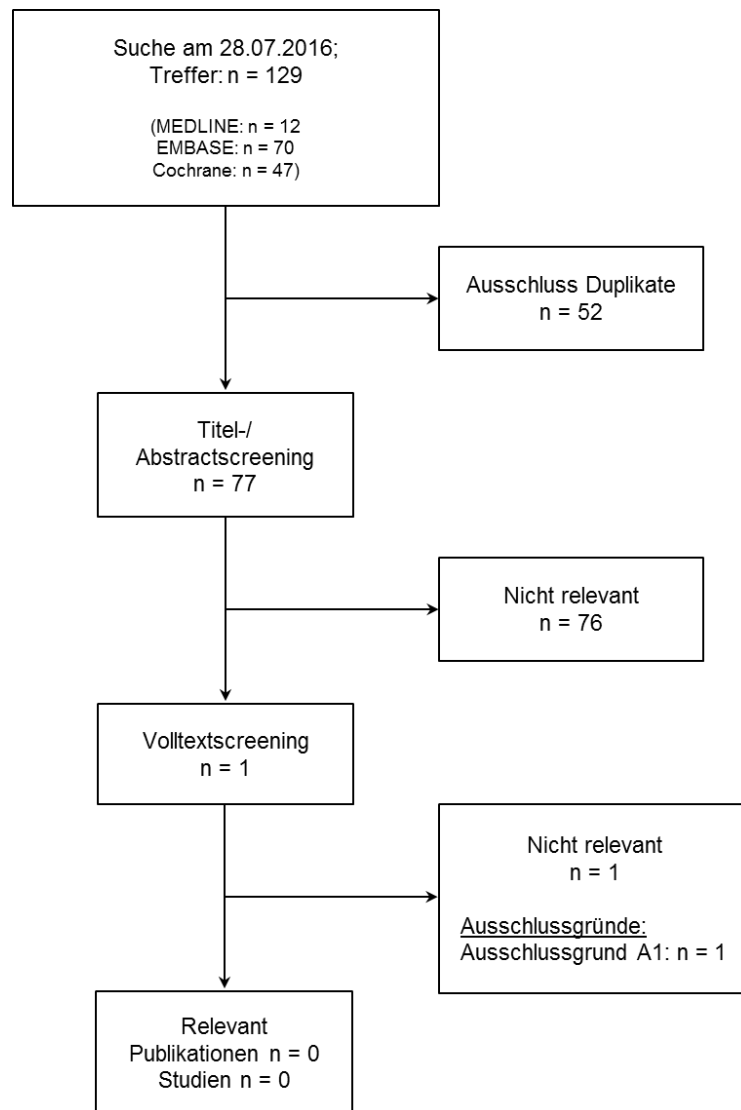 Suche am 28.07.2016;
Treffer: n = 129
(MEDLINE: n = 12
EMBASE: n = 70
Cochrane: n = 47)
Ausschluss Duplikate
n = 52
Titel-/
Abstractscreening
n = 77
Nicht relevant
n = 76
Volltextscreening
n = 1
Nicht relevant
n = 1
Ausschlussgründe:
Ausschlussgrund A1: n = 1
Relevant
Publikationen n = 0
Studien n = 0